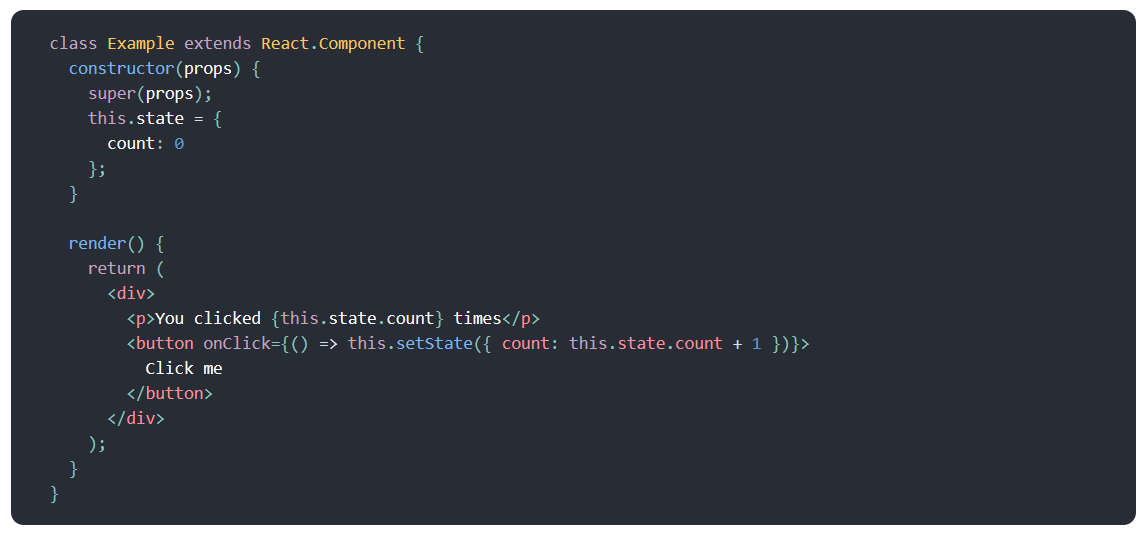 class Example extends React.Component {
  constructor(props) {
    super(props);
    this.state = {
      count: 0
    };
  }

  render() {
    return (
      <div>
        <p>You clicked {this.state.count} times</p>
        <button onClick={() => this.setState({ count: this.state.count + 1 })}>
          Click me
        </button>
      </div>
    );
  }
}